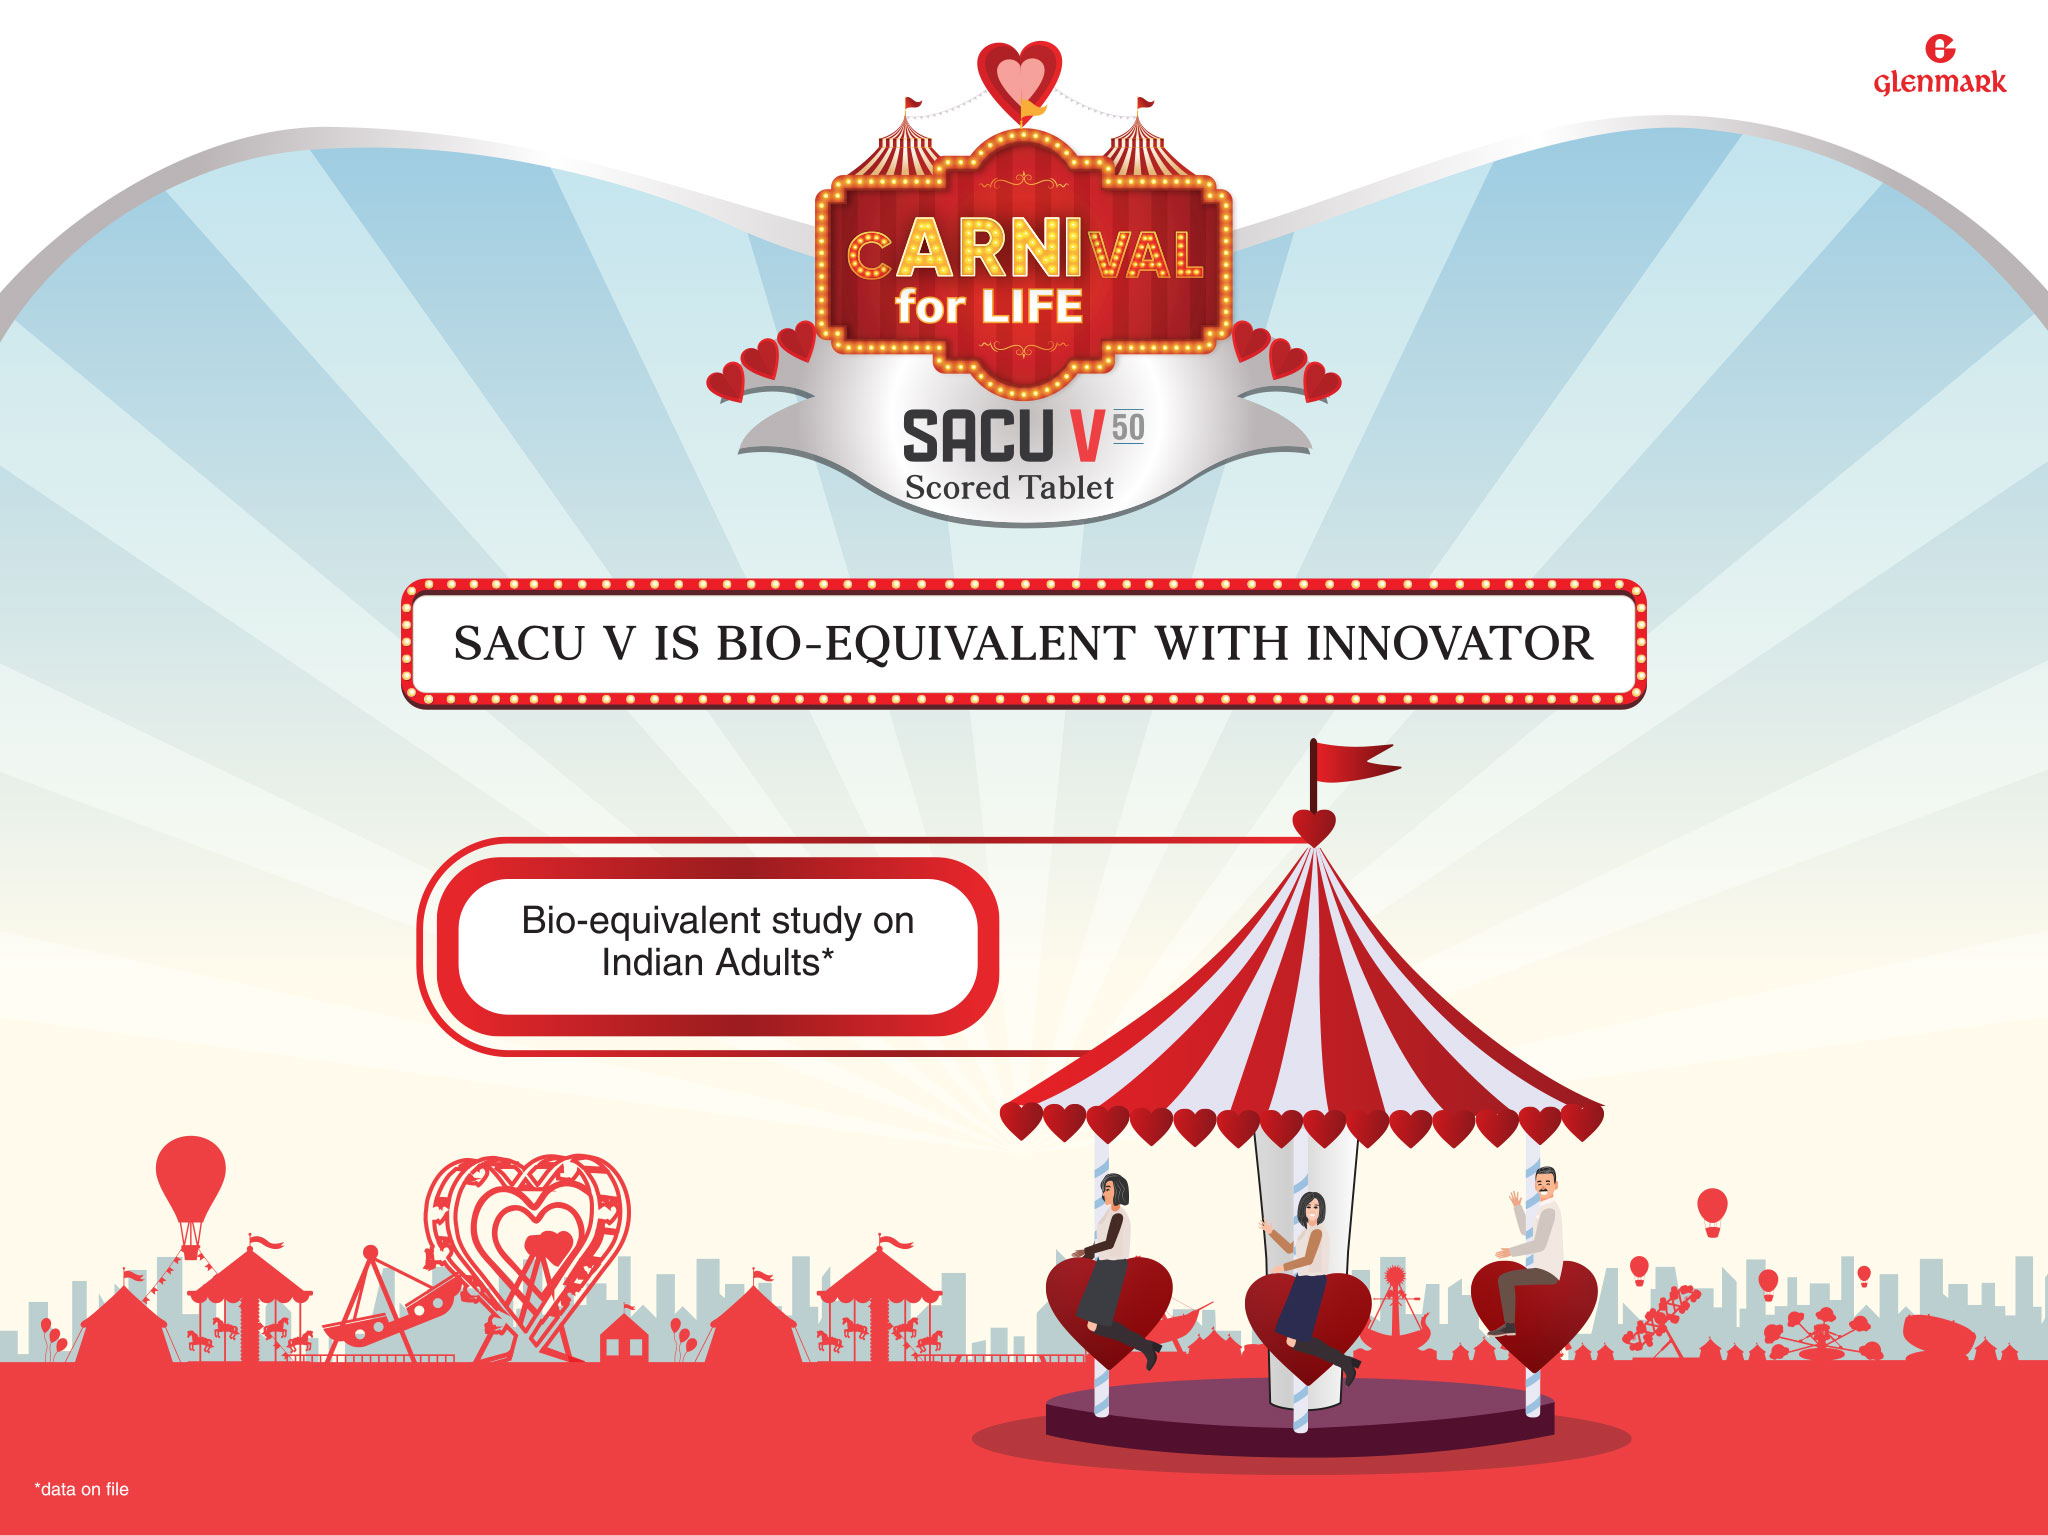 GLENMARK
CARNIVAL
for LIFE
SACU V 50
Scored Tablet
SACU V IS BIO-EQUIVALENT WITH INNOVATOR
Bio-equivalent study on
Indian Adults*
*data on file